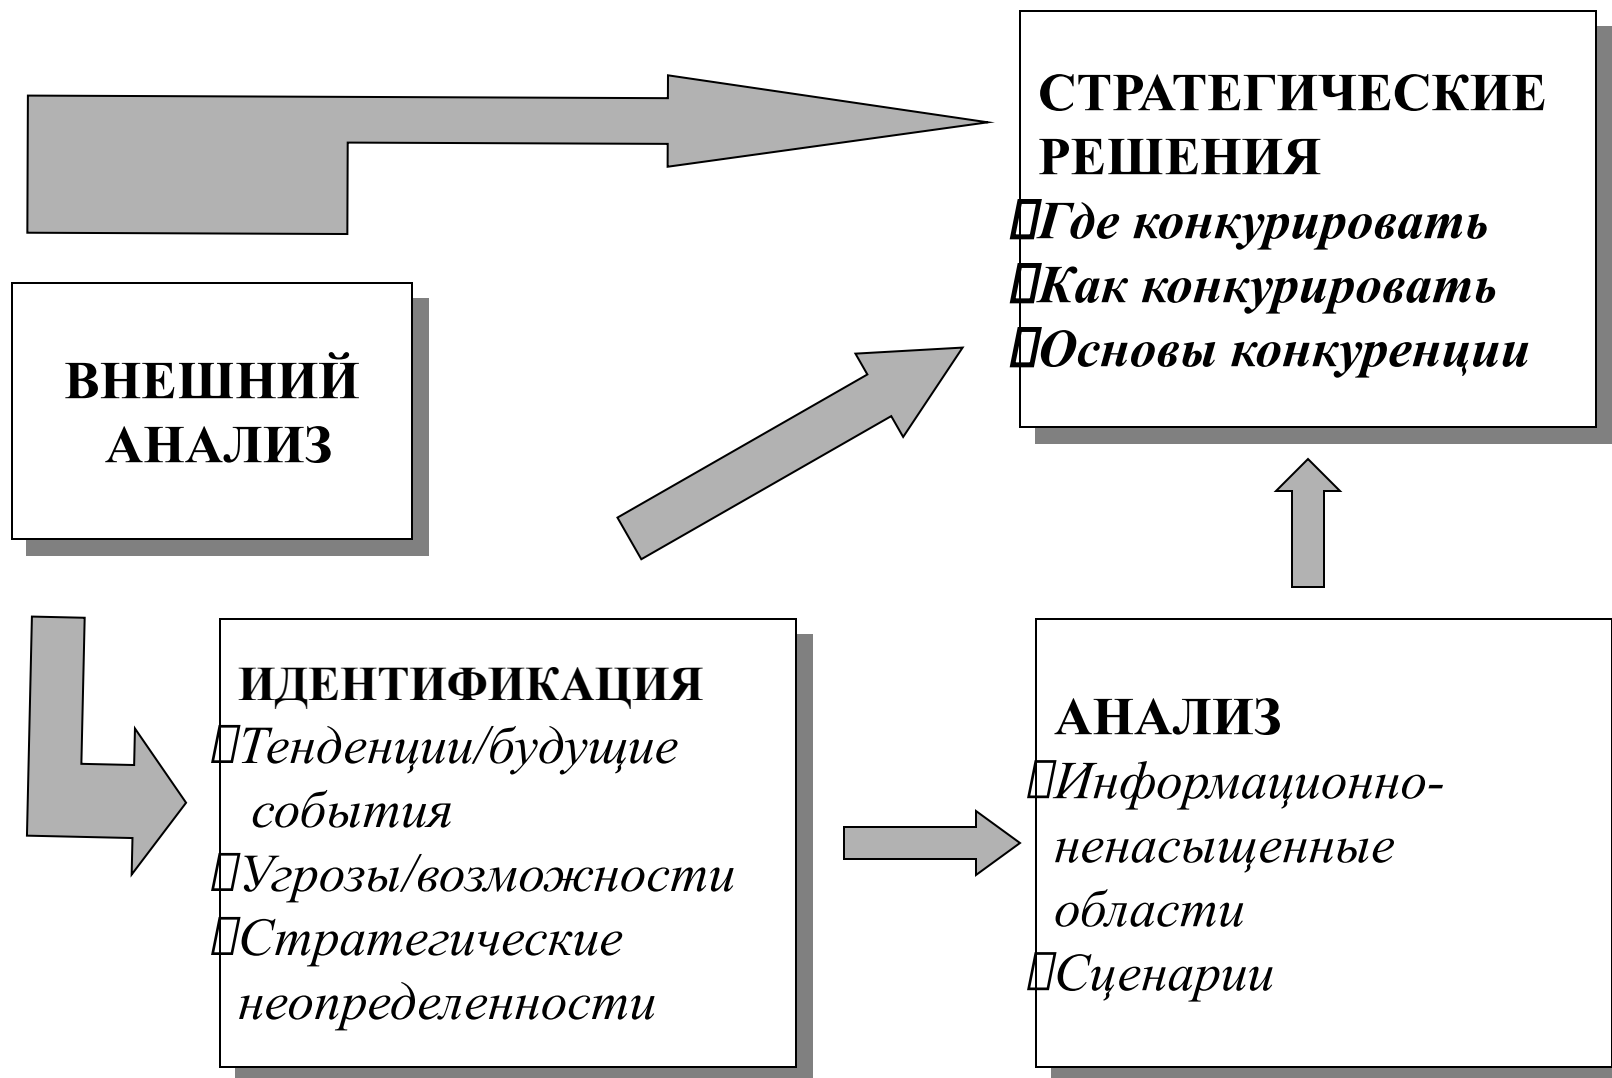 СТРАТЕГИЧЕСКИЕ
РЕШЕНИЯ
Где конкурировать
Как конкурировать
Основы конкуренции
ВНЕШНИЙ
АНАЛИЗ
ИДЕНТИФИКАЦИЯ
Тенденции/будущие
события
Угрозы/возможности
Стратегические
неопределенности
АНАЛИЗ
Информационно-
ненасыщенные
области
Сценарии